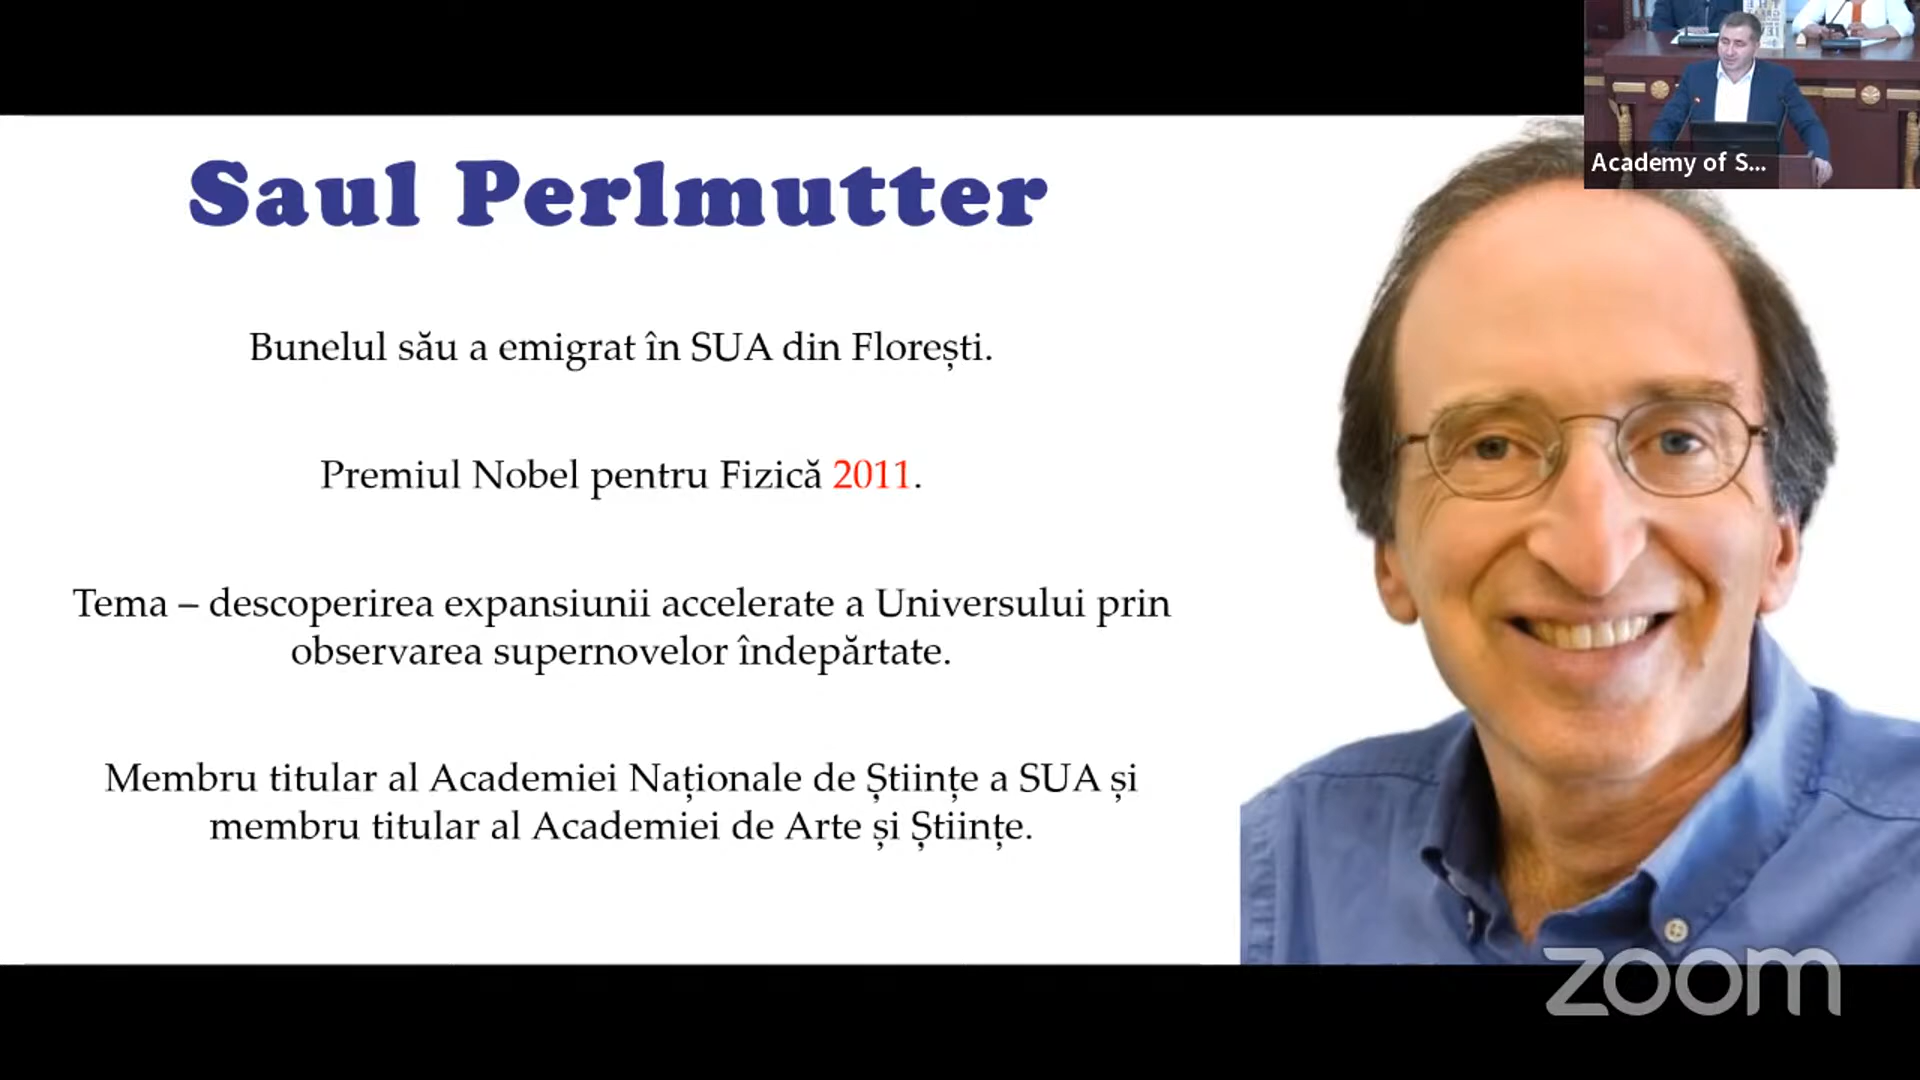 Academy of S...
Saul Perlmutter
Bunelul său a emigrat în SUA din Florești.
Premiul Nobel pentru Fizică 2011.
Tema – descoperirea expansiunii accelerate a Universului prin
observarea supernovelor îndepărtate.
Membru titular al Academiei Naționale de Științe a SUA și
membru titular al Academiei de Arte și Științe.
zoom